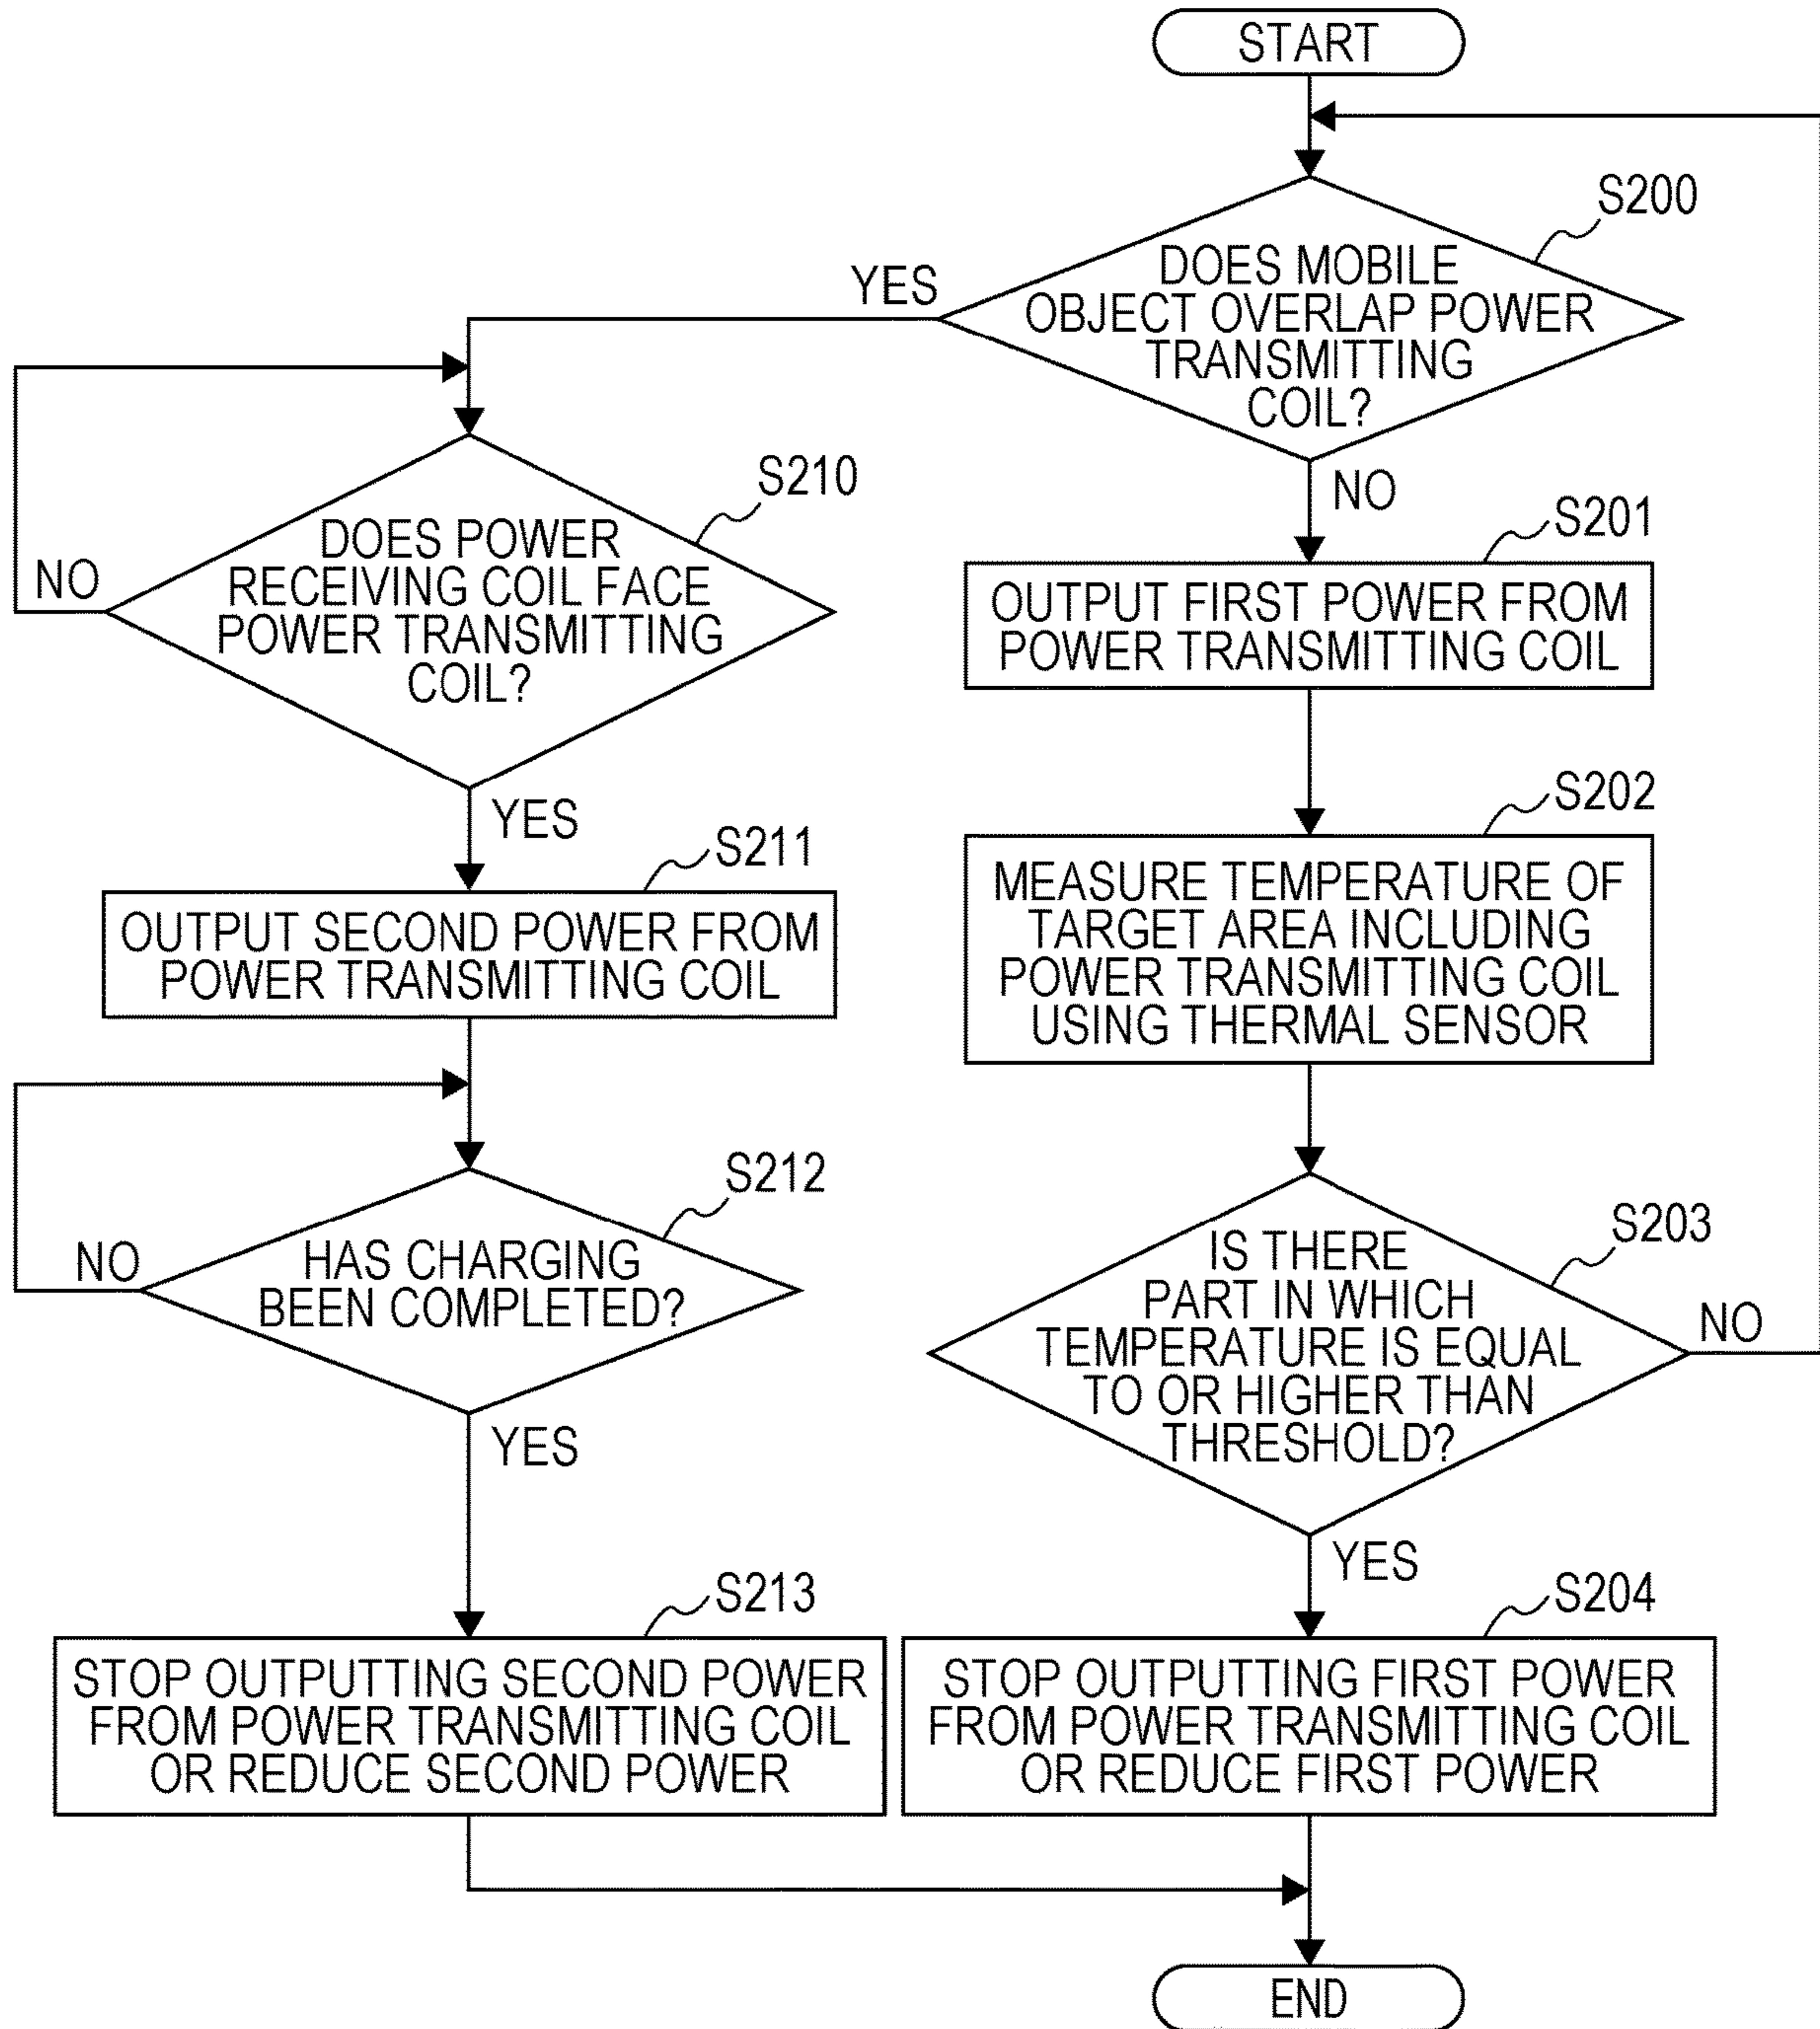 START
S200
DOES MOBILE
OBJECT OVERLAP POWER
TRANSMITTING
COIL?
YES
NO
S210
DOES POWER
RECEIVING COIL FACE
POWER TRANSMITTING
COIL?
NO
YES
S201
OUTPUT FIRST POWER FROM
POWER TRANSMITTING COIL
S211
OUTPUT SECOND POWER FROM
POWER TRANSMITTING COIL
S202
MEASURE TEMPERATURE OF
TARGET AREA INCLUDING
POWER TRANSMITTING COIL
USING THERMAL SENSOR
S212
HAS CHARGING
BEEN COMPLETED?
NO
YES
S203
IS THERE
PART IN WHICH
TEMPERATURE IS EQUAL
TO OR HIGHER THAN
THRESHOLD?
NO
YES
S213
STOP OUTPUTTING SECOND POWER
FROM POWER TRANSMITTING COIL
OR REDUCE SECOND POWER
S204
STOP OUTPUTTING FIRST POWER
FROM POWER TRANSMITTING COIL
OR REDUCE FIRST POWER
END